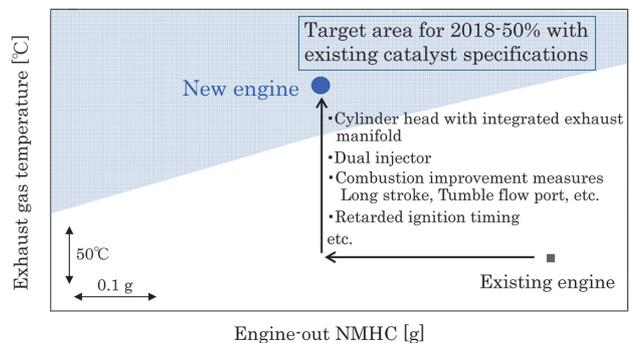 Target area for 2018-50% with
existing catalyst specifications
New engine
・Cylinder head with integrated exhaust
manifold
・Dual injector
・Combustion improvement measures
Long stroke, Tumble flow port, etc.
・Retarded ignition timing
etc.
50℃
0.1 g
Existing engine
Exhaust gas temperature [℃]
Engine-out NMHC [g]